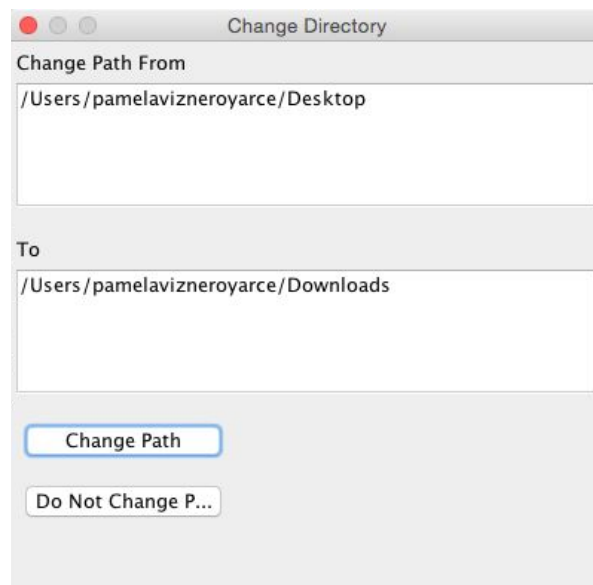 Change Directory
Change Path From
/Users/pamelavizneroyarce/Desktop
To
/Users/pamelavizneroyarce/Downloads
Change Path
Do Not Change P...